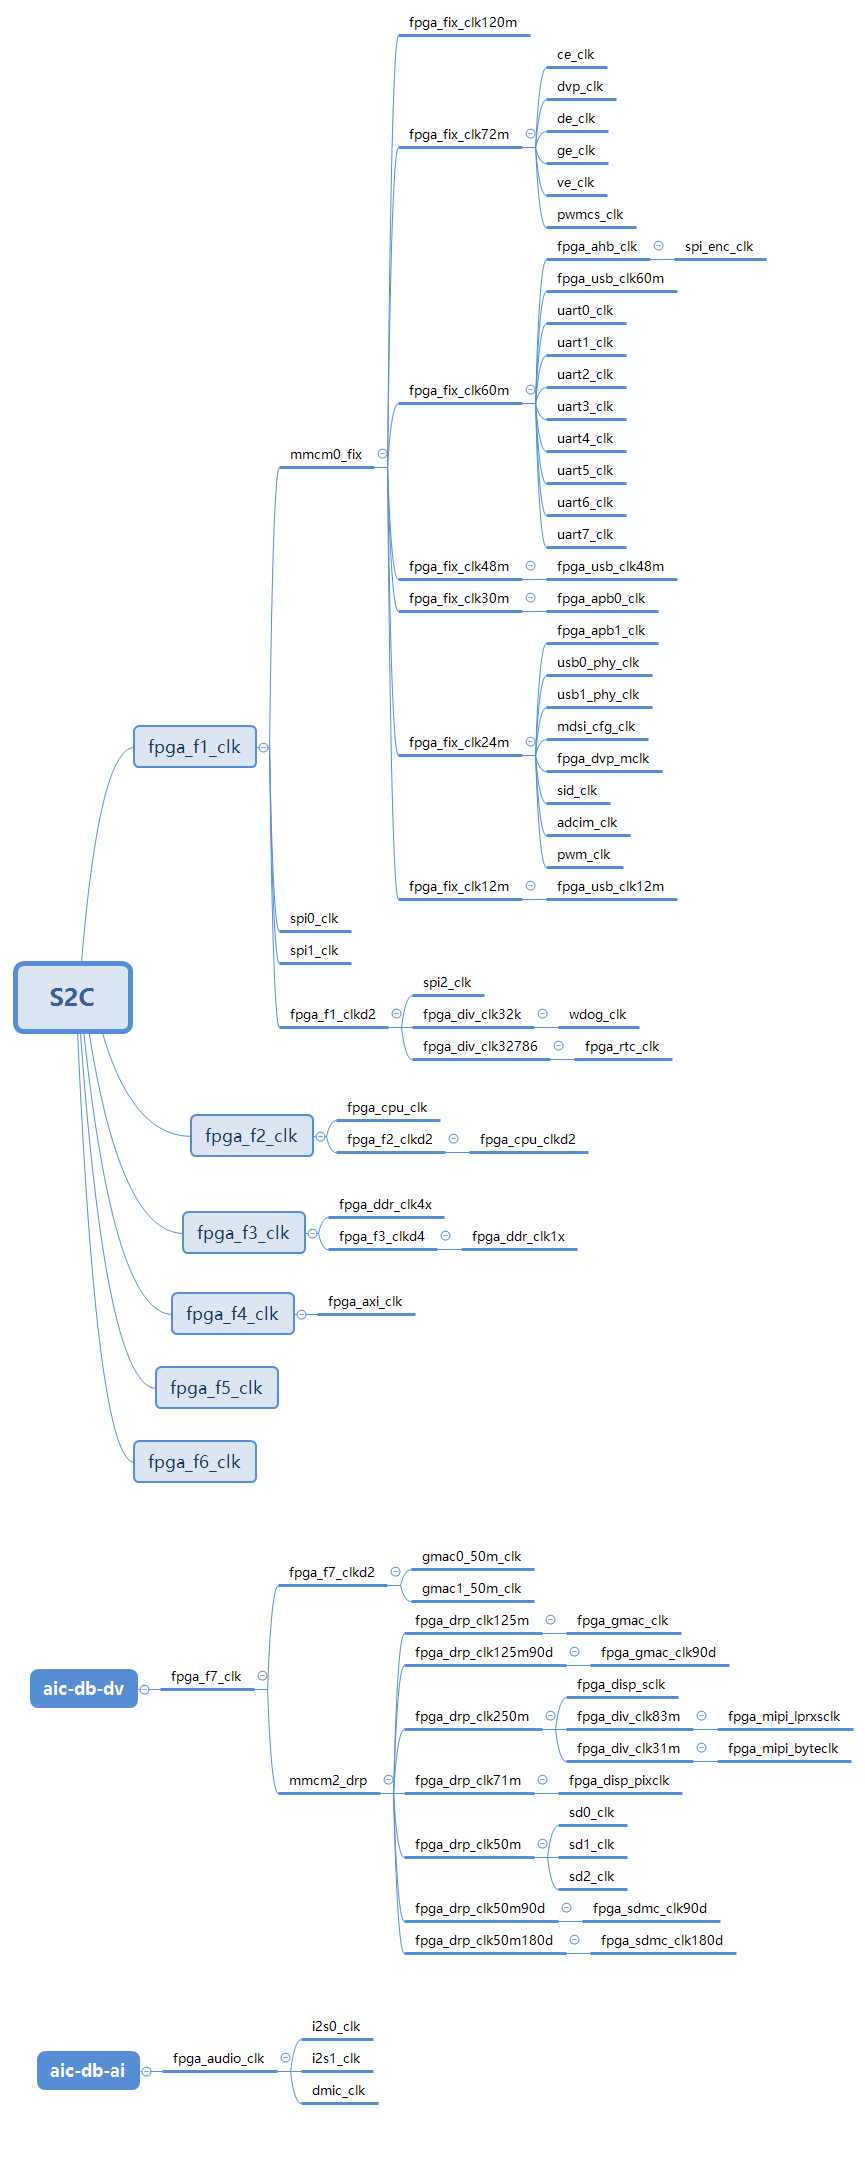 fpga_fix_clk120m
ce_clk
dvp_clk
de_clk
fpga_fix_clk72m
ge_clk
ve_clk
pwmcs_clk
fpga_ahb_clk
spi_enc_clk
fpga_usb_clk60m
uart0_clk
uart1_clk
uart2_clk
fpga_fix_clk60m
uart3_clk
uart4_clk
mmcm0_fix
uart5_clk
uart6_clk
uart7_clk
fpga_fix_clk48m
fpga_usb_clk48m
fpga_fix_clk30m
fpga_apb0_clk
fpga_apb1_clk
usb0_phy_clk
usb1_phy_clk
mdsi_cfg_clk
fpga_f1_clk
fpga_fix_clk24m
fpga_dvp_mclk
sid_clk
adcim_clk
pwm_clk
fpga_fix_clk12m
fpga_usb_clk12m
spi0_clk
spi1_clk
spi2_clk
S2C
fpga_f1_clkd2
fpga_div_clk32k
wdog_clk
fpga_div_clk32786
fpga_rtc_clk
fpga_cpu_clk
fpga_f2_clk
fpga_f2_clkd2
fpga_cpu_clkd2
fpga_ddr_clk4x
fpga_f3_clk
fpga_f3_clkd4
fpga_ddr_clk1x
fpga_f4_clk
fpga_axi_clk
fpga_f5_clk
fpga_f6_clk
gmac0_50m_clk
fpga_f7_clkd2
gmac1_50m_clk
fpga_drp_clk125m
fpga_gmac_clk
fpga_drp_clk125m90d
fpga_gmac_clk90d
aic-db-dv
fpga_f7_clk
fpga_disp_sclk
fpga_drp_clk250m
fpga_div_clk83m
fpga_mipi_lprxsclk
fpga_div_clk31m
fpga_mipi_byteclk
mmcm2_drp
fpga_drp_clk71m
fpga_disp_pixclk
sd0_clk
fpga_drp_clk50m
sd1_clk
sd2_clk
fpga_drp_clk50m90d
fpga_sdmc_clk90d
fpga_drp_clk50m180d
fpga_sdmc_clk180d
i2s0_clk
aic-db-ai
fpga_audio_clk
i2s1_clk
dmic_clk